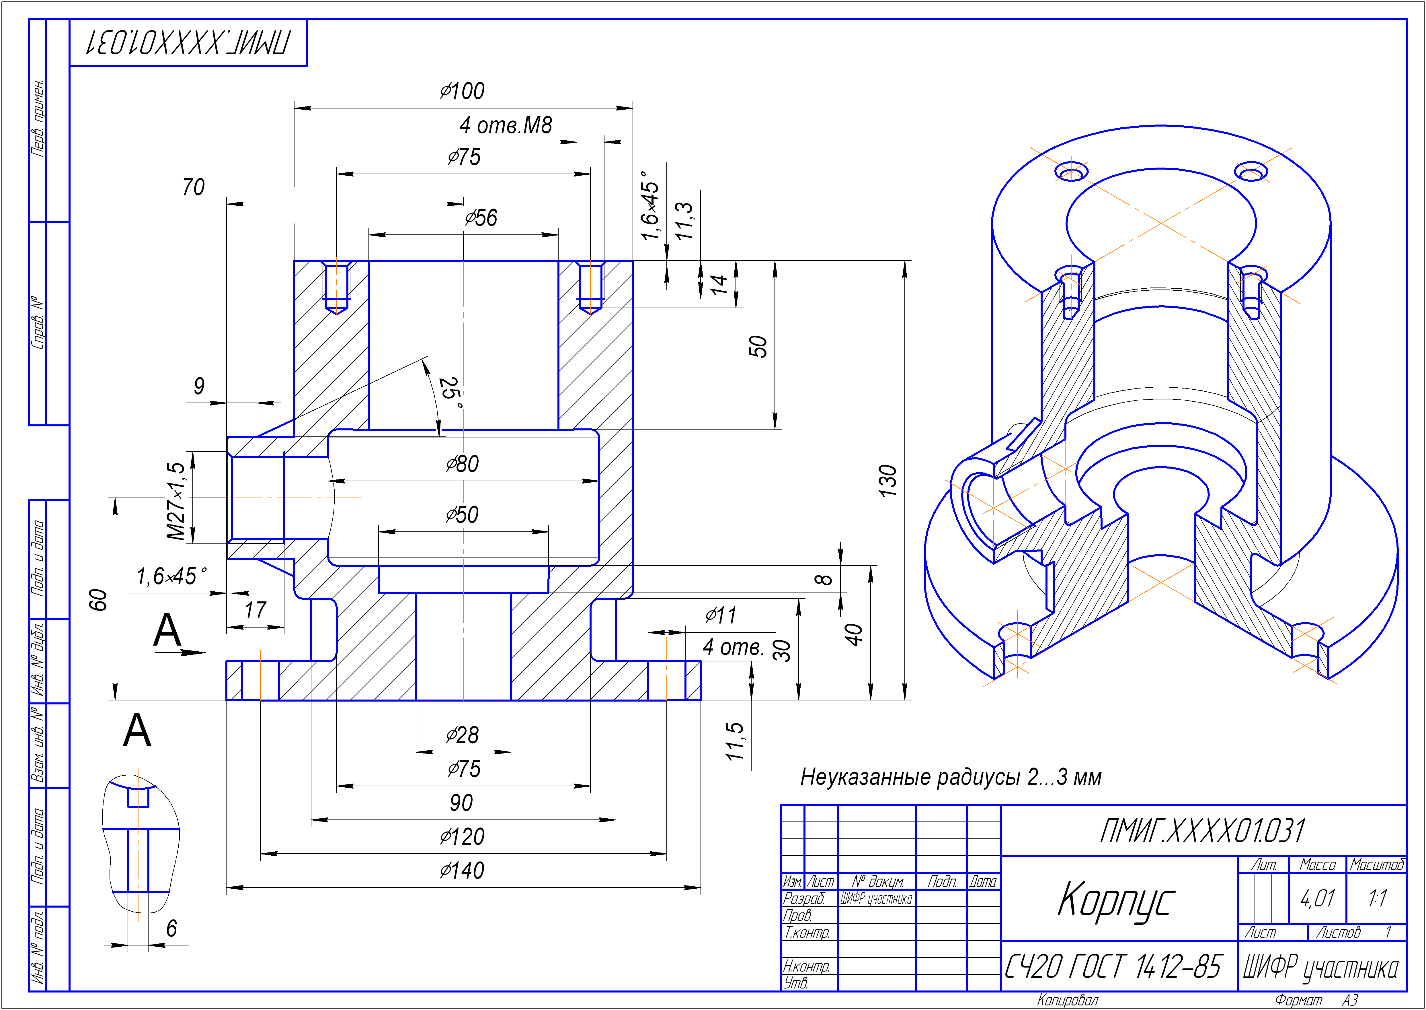 ПМИГ.XXXX01.031
Перв. примен.
Справ. №
Подп. и дата
Инв. № дубл.
Взам. инв. №
Подп. и дата
Инв. № подл.
⌀100
4 отв.М8
⌀75
70
⌀56
1,6×45°
11,3
14
50
9
25°
130
⌀80
М27×1,5
⌀50
1,6×45°
8
60
17
⌀11
А
4 отв.
30
40
А
⌀28
11,5
⌀75
90
⌀120
⌀140
6
Неуказанные радиусы 2...3 мм
ПМИГ.XXXX01.031
Лит. Масса Масштаб
Изм. Лист № докум. Подп. Дата
Разраб. ШИФР участника
Корпус
4,01 1:1
Пров.
Т.контр.
Лист Листов 1
Н.контр.
СЧ20 ГОСТ 1412-85
ШИФР участника
Утв.
Копировал Формат А3